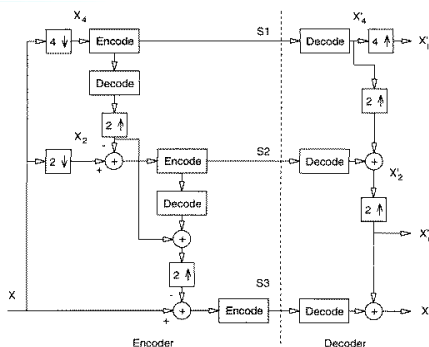 X4
S1
X'4
4 ↓
Encode
Decode
4 ↑
X'1
Decode
2 ↑
2 ↑
X2
-
S2
2 ↓
+
+
Encode
Decode
+
X'2
Decode
2 ↑
+
X'1
2 ↑
-
S3
X
+
+
Encode
Decode
+
X
Encoder
Decoder